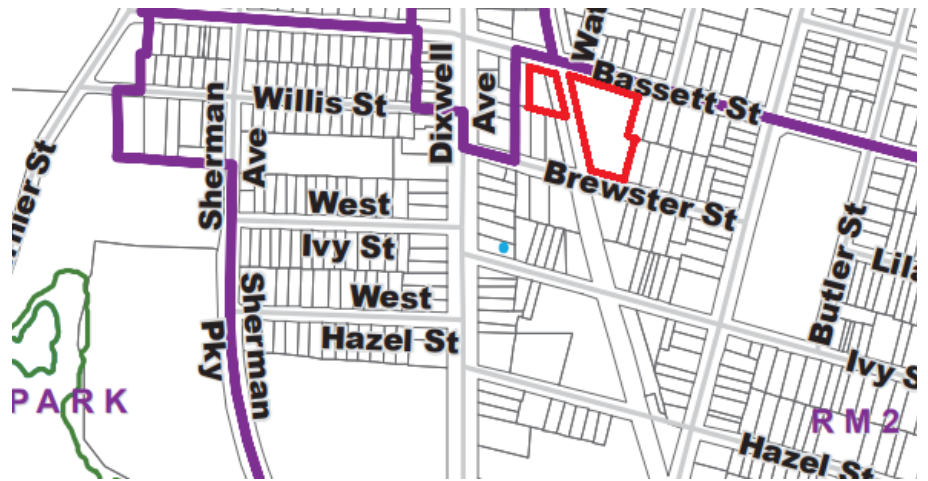 Bassett St
Willis St
Dixwell
Ave
Sherman
Ave
West
Ivy St
Brewster St
West
Hazel St
Sherman
Pky
Butler St
PARK
RM2
Hazel St